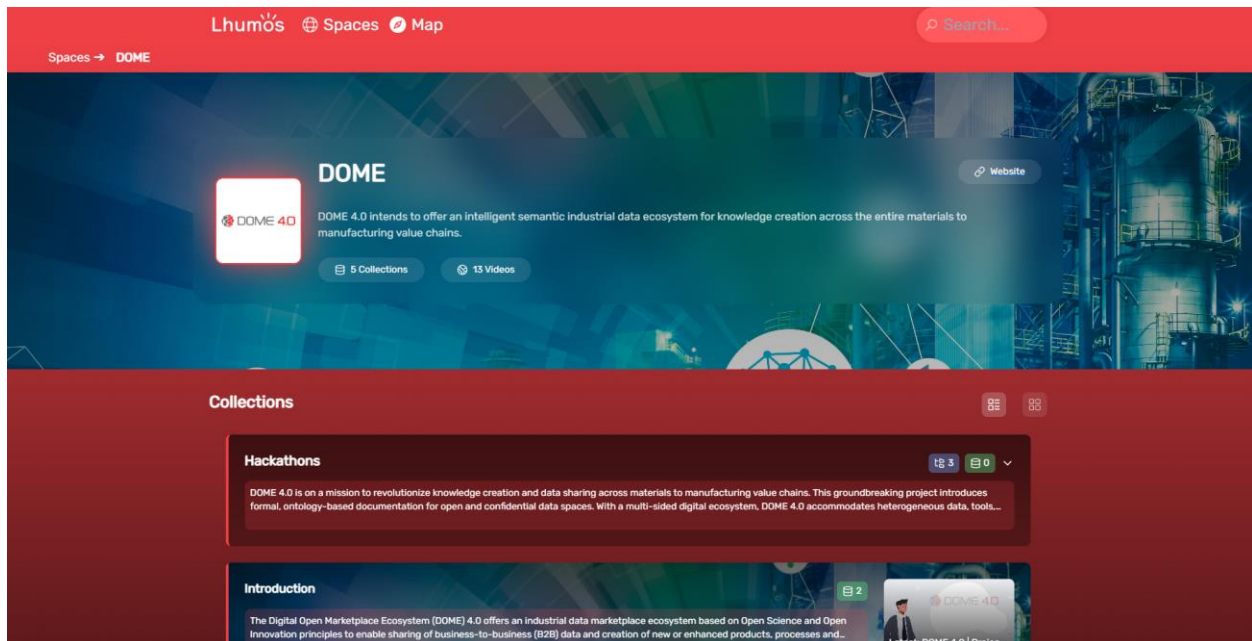 Lhumos
Spaces
Map
Search...
Spaces → DOME
DOME
Website
DOME 4.0
DOME 4.0 intends to offer an intelligent semantic industrial data ecosystem for knowledge creation across the entire materials to
manufacturing value chains.
5 Collections
13 Videos
Collections
Hackathons
3
0
DOME 4.0 is on a mission to revolutionize knowledge creation and data sharing across materials to manufacturing value chains. This groundbreaking project introduces
formal, ontology-based documentation for open and confidential data spaces. With a multi-sided digital ecosystem, DOME 4.0 accommodates heterogeneous data, tools,...
Introduction
2
The Digital Open Marketplace Ecosystem (DOME) 4.0 offers an industrial data marketplace ecosystem based on Open Science and Open
Innovation principles to enable sharing of business-to-business (B2B) data and creation of new or enhanced products, processes and...
DOME 4.0